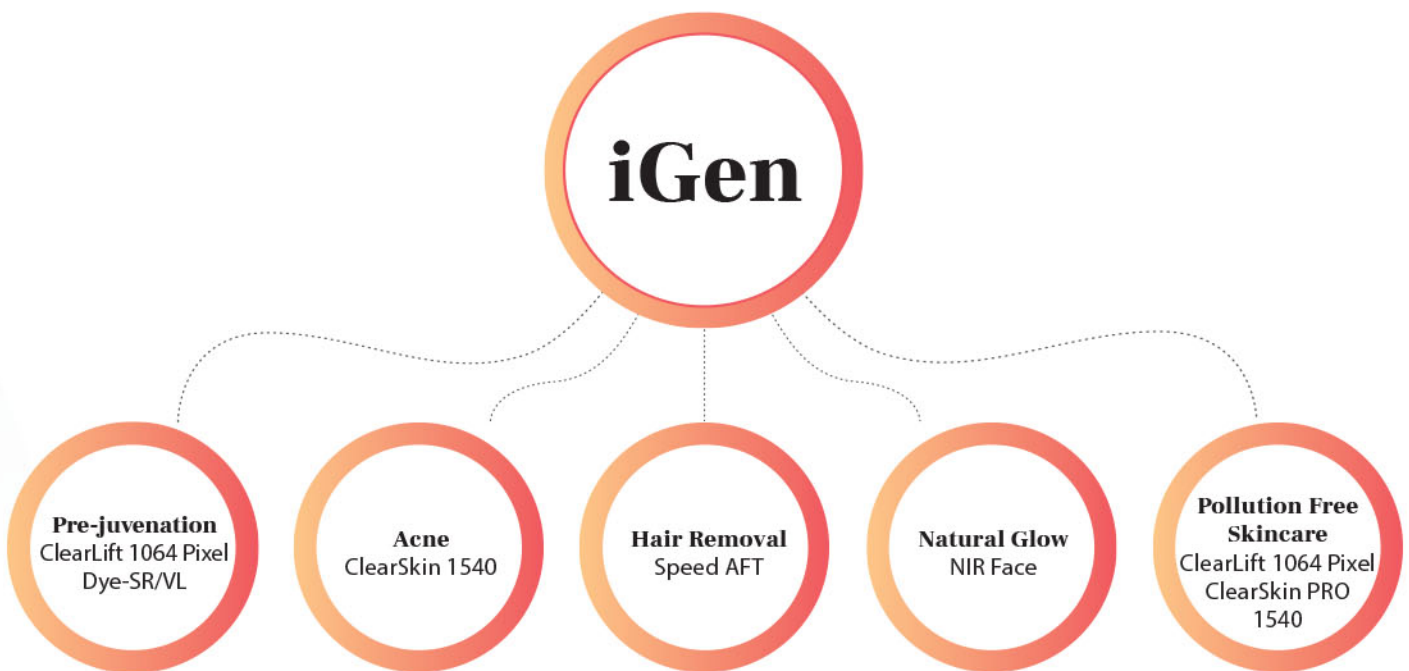 iGen
Pre-juvenation
ClearLift 1064 Pixel
Dye-SR/VL
Acne
ClearSkin 1540
Hair Removal
Speed AFT
Natural Glow
NIR Face
Pollution Free
Skincare
ClearLift 1064 Pixel
ClearSkin PRO
1540